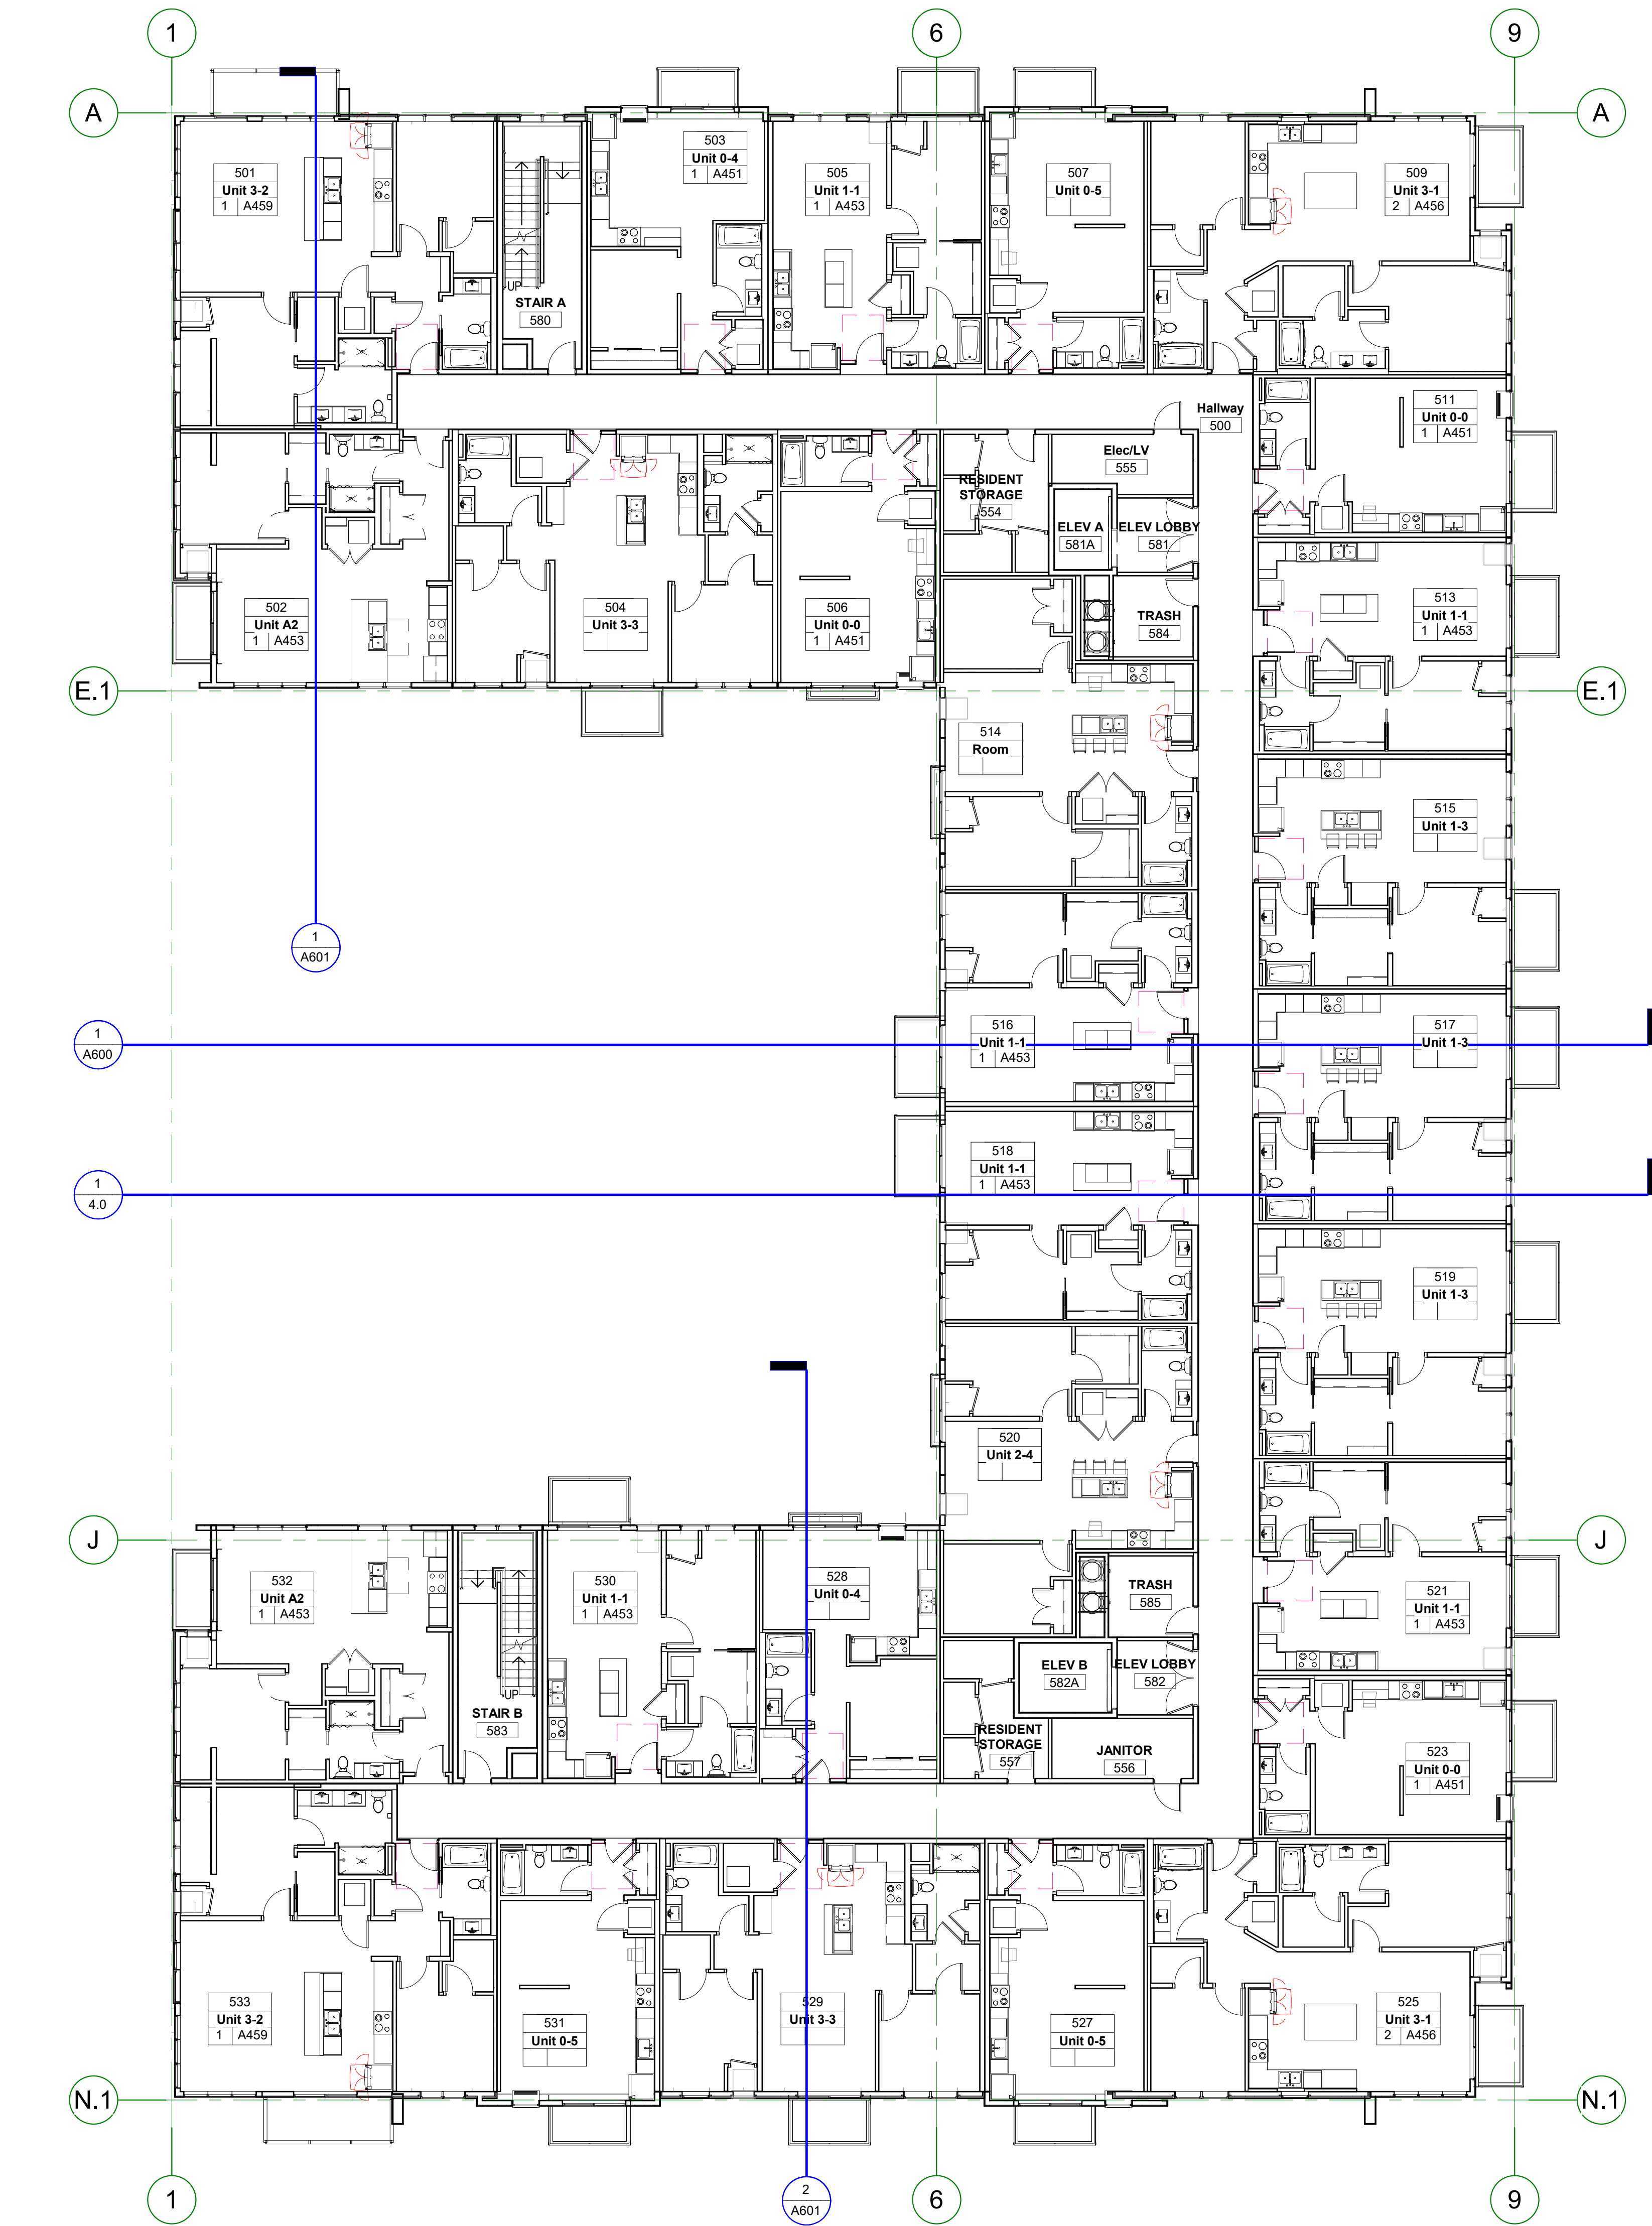 1
6
9
A
A
501
Unit 3-2
1 A459
503
Unit 0-4
1 A451
505
Unit 1-1
1 A453
507
Unit 0-5
509
Unit 3-1
2 A456
UP
STAIR A
580
Hallway
500
511
Unit 0-0
1 A451
Elec/LV
555
RESIDENT
STORAGE
554
ELEV A
581A
ELEV LOBBY
581
502
Unit A2
1 A453
504
Unit 3-3
506
Unit 0-0
1 A451
TRASH
584
513
Unit 1-1
1 A453
E.1
E.1
514
Room
515
Unit 1-3
1
A601
516
Unit 1-1
1 A453
517
Unit 1-3
1
A600
518
Unit 1-1
1 A453
1
4.0
519
Unit 1-3
520
Unit 2-4
J
J
532
Unit A2
1 A453
530
Unit 1-1
1 A453
528
Unit 0-4
TRASH
585
521
Unit 1-1
1 A453
UP
STAIR B
583
ELEV B
582A
ELEV LOBBY
582
RESIDENT
STORAGE
557
JANITOR
556
523
Unit 0-0
1 A451
533
Unit 3-2
1 A459
531
Unit 0-5
529
Unit 3-3
527
Unit 0-5
525
Unit 3-1
2 A456
N.1
N.1
1
2
A601
6
9